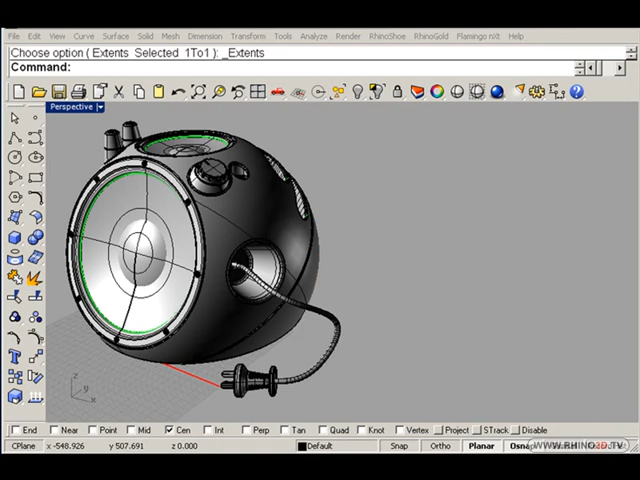 File Edit View Curve Surface Solid Mesh Dimension Transform Tools Analyze Render RhinoShoe RhinoGold Flamingo nXt Help
Choose option ( Extents Selected 1To1 ): _Extents
Command:
Perspective
z
y
x
End Near Point Mid Cen Int Perp Tan Quad Knot Vertex Project STrack Disable
CPlane x -548.926 y 507.691 z 0.000 Default Snap Ortho Planar Osnap
WWW.RHINO3D.TV